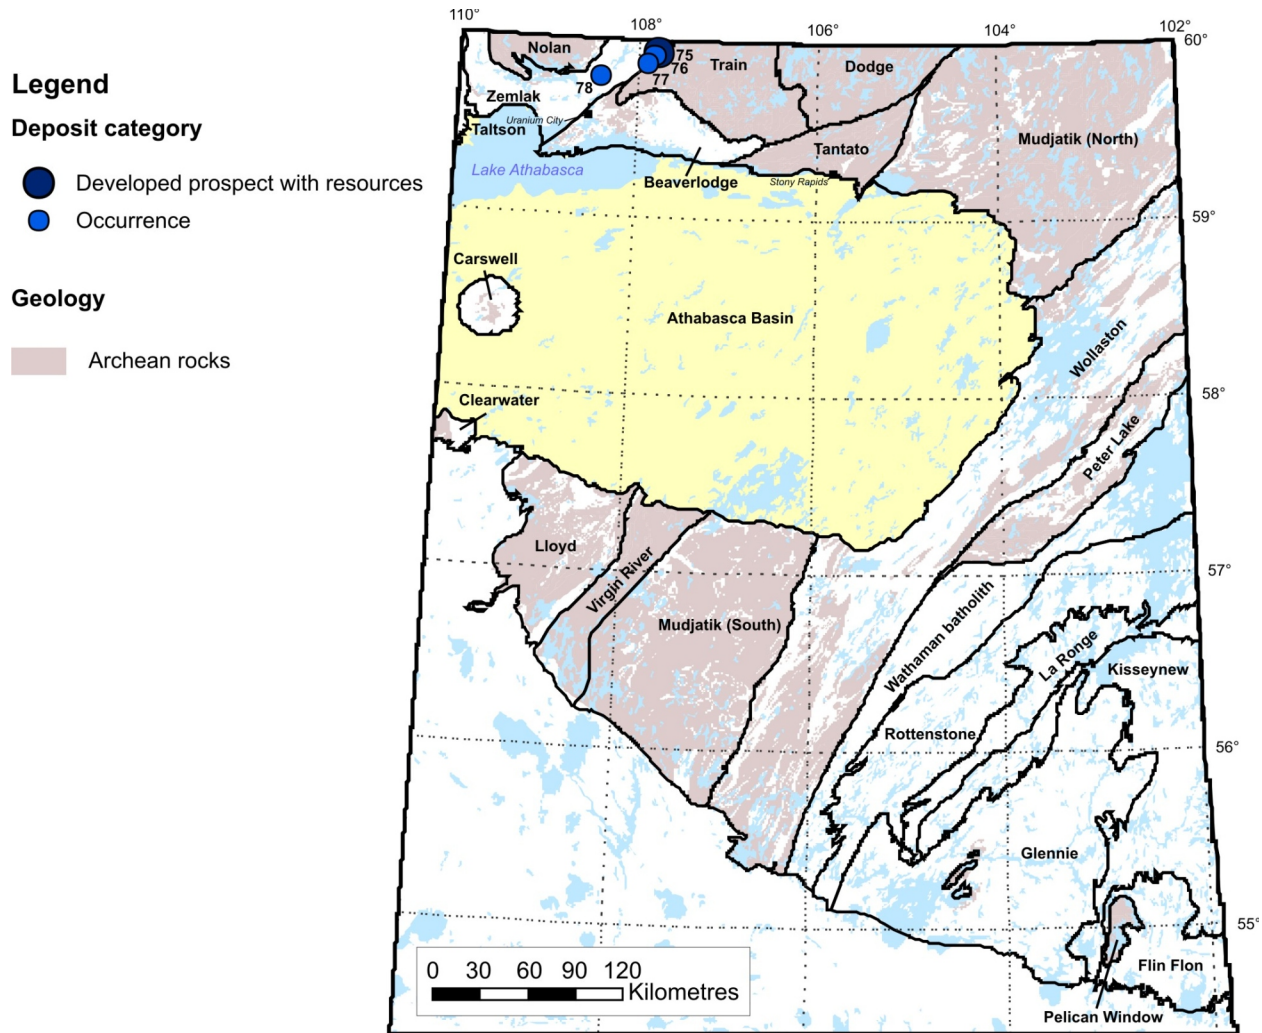 110°
108°
106°
104°
102°
60°
Legend
Deposit category
Developed prospect with resources
Occurrence
Geology
Archean rocks
Nolan
75
76
77
78
Train
Dodge
Zemlak
Uranium City
Taltson
Mudjatik (North)
Tantato
Lake Athabasca
Beaverlodge
Stony Rapids
59°
Carswell
Athabasca Basin
Wollaston
58°
Clearwater
Peter Lake
Lloyd
Virgin River
57°
Mudjatik (South)
Wathaman batholith
La Ronge
Kisseynew
Rottenstone
56°
Glennie
55°
Flin Flon
Pelican Window
0 30 60 90 120
Kilometres